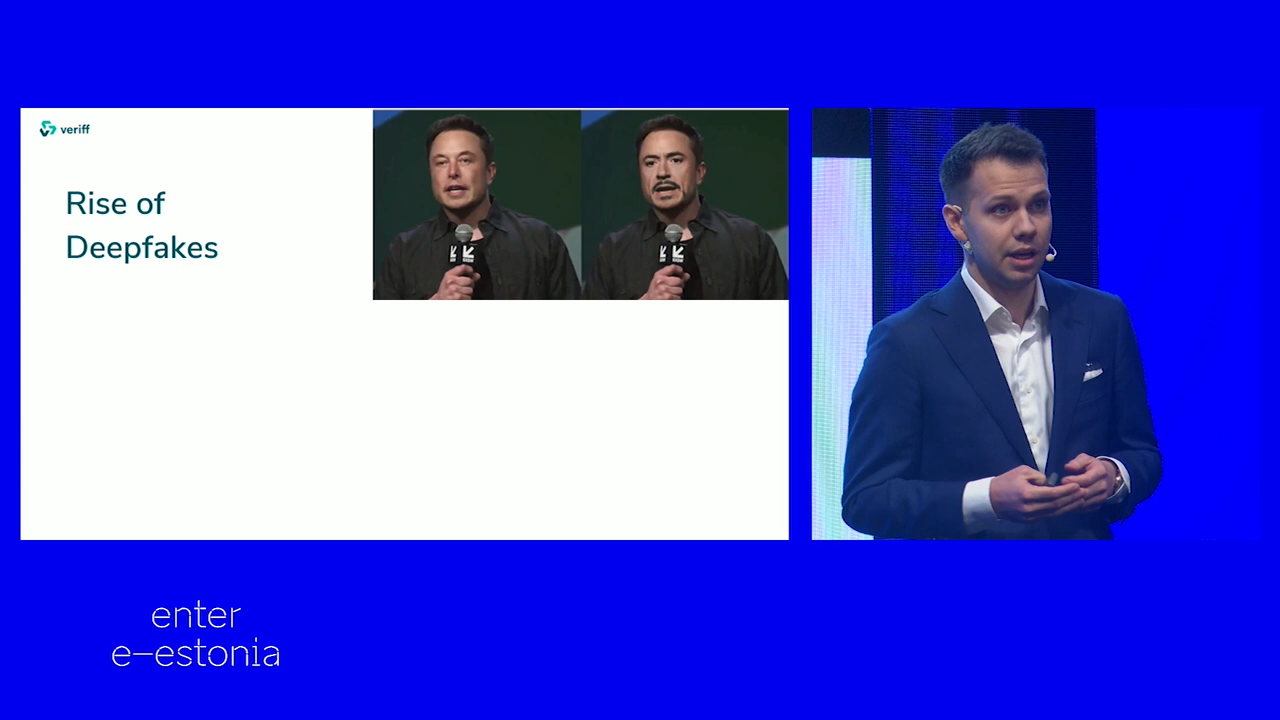 veriff
Rise of
Deepfakes
enter
e—estonia